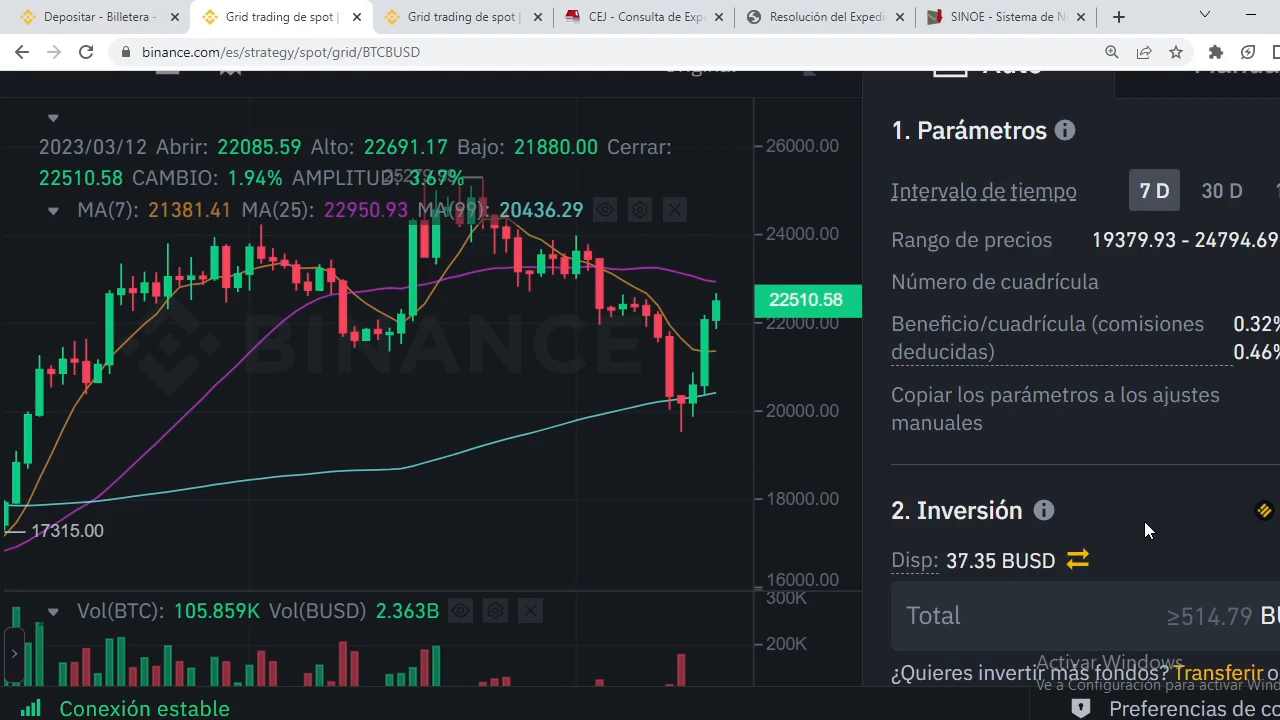 Depositar - Billetera -
Grid trading de spot |
Grid trading de spot |
CEJ - Consulta de Exp
Resolución del Expedi
SINOE - Sistema de N
binance.com/es/strategy/spot/grid/BTCBUSD
2023/03/12 Abrir: 22085.59 Alto: 22691.17 Bajo: 21880.00 Cerrar:
22510.58 CAMBIO: 1.94% AMPLITUD: 3.67%
MA(7): 21381.41 MA(25): 22950.93 MA(99): 20436.29
26000.00
24000.00
22510.58
22000.00
BINANCE
20000.00
18000.00
17315.00
16000.00
300K
Vol(BTC): 105.859K Vol(BUSD) 2.363B
200K
Conexión estable
1. Parámetros
Intervalo de tiempo 7 D 30 D
Rango de precios 19379.93 - 24794.69
Número de cuadrícula
Beneficio/cuadrícula (comisiones 0.32%
deducidas) 0.46%
Copiar los parámetros a los ajustes
manuales
2. Inversión
Disp: 37.35 BUSD
Total ≥514.79 BU
Activar Windows
¿Quieres invertir más fondos? Transferir o
Ve a Configuración para activar Wind
Preferencias de co